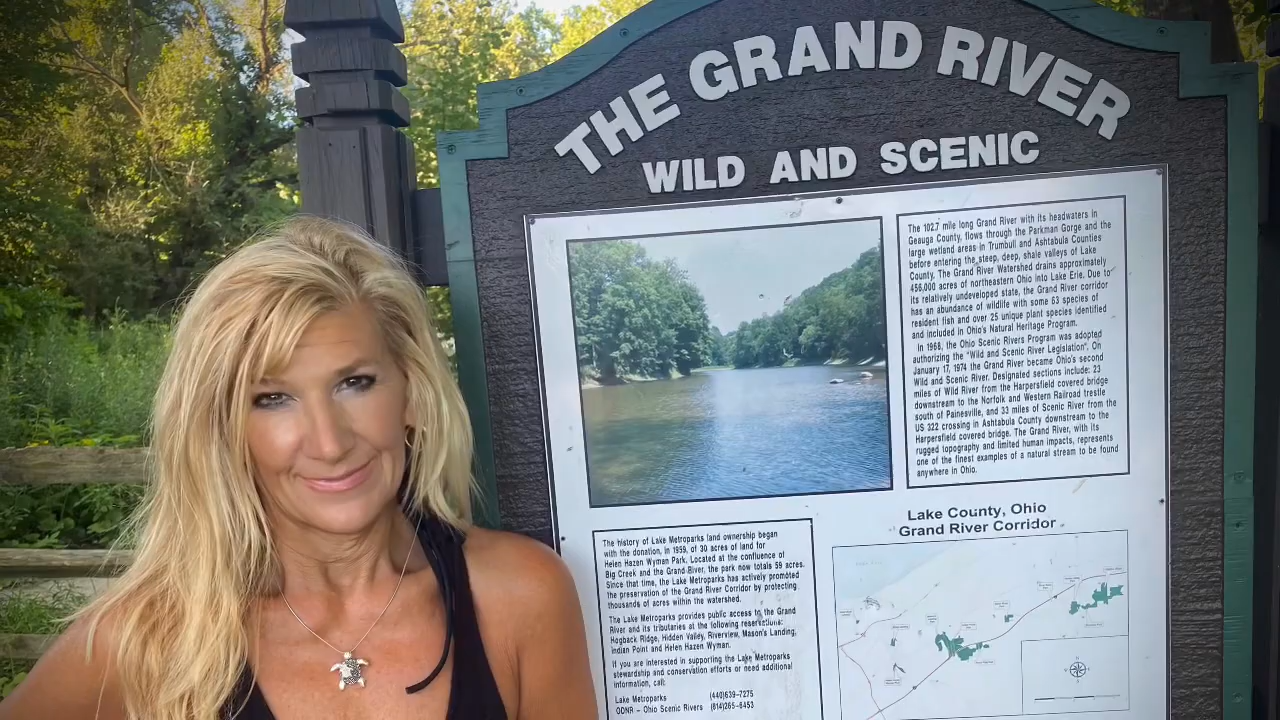 THE GRAND RIVER
WILD AND SCENIC
The 102.7 mile long Grand River with its headwaters in
Geauga County, flows through the Parkman Gorge and the
large wetland areas in Trumbull and Ashtabula Counties
before entering the steep, deep, shale valleys of Lake
County. The Grand River Watershed drains approximately
456,000 acres of northeastern Ohio into Lake Erie. Due to
its relatively undeveloped state, the Grand River corridor
has an abundance of wildlife with some 63 species of
resident fish and over 25 unique plant species identified
and included in Ohio's Natural Heritage Program.
In 1968, the Ohio Scenic Rivers Program was adopted
authorizing the "Wild and Scenic River Legislation". On
January 17, 1974 the Grand River became Ohio's second
Wild and Scenic River. Designated sections include: 23
miles of Wild River from the Harpersfield covered bridge
downstream to the Norfolk and Western Railroad trestle
south of Painesville, and 33 miles of Scenic River from the
US 322 crossing in Ashtabula County downstream to the
Harpersfield covered bridge. The Grand River, with its
rugged topography and limited human impacts, represents
one of the finest examples of a natural stream to be found
anywhere in Ohio.
The history of Lake Metroparks land ownership began
with the donation, in 1959, of 30 acres of land for
Helen Hazen Wyman Park. Located at the confluence of
Big Creek and the Grand River, the park now totals 59 acres.
Since that time, the Lake Metroparks has actively promoted
the preservation of the Grand River Corridor by protecting
thousands of acres within the watershed.
The Lake Metroparks provides public access to the Grand
River and its tributaries at the following reservations:
Hogback Ridge, Hidden Valley, Riverview, Mason's Landing,
Indian Point and Helen Hazen Wyman.
If you are interested in supporting the Lake Metroparks
stewardship and conservation efforts or need additional
information, call:
Lake Metroparks (440)639-7275
ODNR - Ohio Scenic Rivers (614)265-6453
Lake County, Ohio
Grand River Corridor